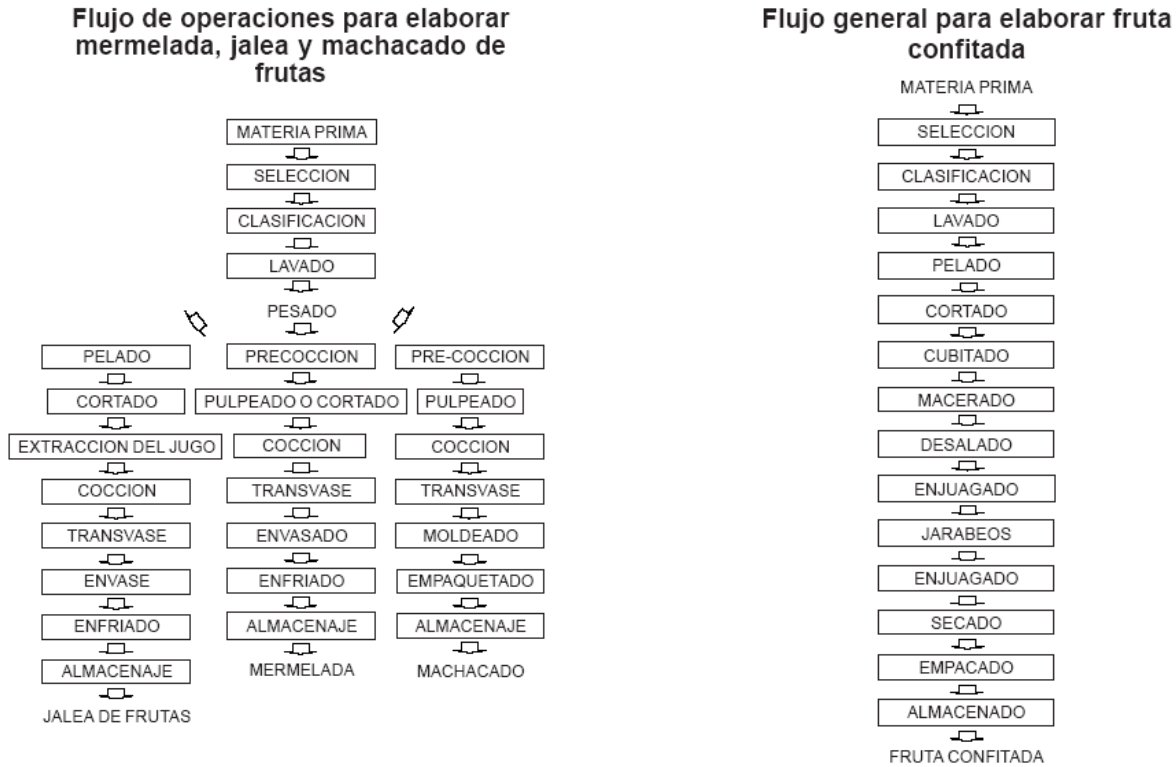 Flujo de operaciones para elaborar
mermelada, jalea y machacado de
frutas
MATERIA PRIMA
SELECCION
CLASIFICACION
LAVADO
PESADO
PELADO
CORTADO
EXTRACCION DEL JUGO
COCCION
TRANSVASE
ENVASE
ENFRIADO
ALMACENAJE
JALEA DE FRUTAS
PRECOCCION
PULPEADO O CORTADO
COCCION
TRANSVASE
ENVASADO
ENFRIADO
ALMACENAJE
MERMELADA
PRE-COCCION
PULPEADO
COCCION
TRANSVASE
MOLDEADO
EMPAQUETADO
ALMACENAJE
MACHACADO
Flujo general para elaborar fruta
confitada
MATERIA PRIMA
SELECCION
CLASIFICACION
LAVADO
PELADO
CORTADO
CUBITADO
MACERADO
DESALADO
ENJUAGADO
JARABEOS
ENJUAGADO
SECADO
EMPACADO
ALMACENADO
FRUTA CONFITADA